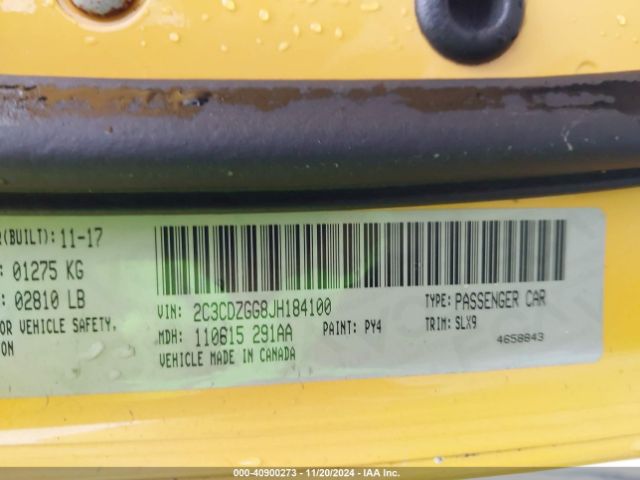 R(BUILT): 11-17
: 01275 KG
: 02810 LB
OR VEHICLE SAFETY.
ON
VIN: 2C3CDZGG8JH184100
TYPE: PASSENGER CAR
MDH: 110615 291AA
PAINT: PY4
TRIM: SLX9
VEHICLE MADE IN CANADA
4658843
000-40900273 - 11/20/2024 - IAA Inc.